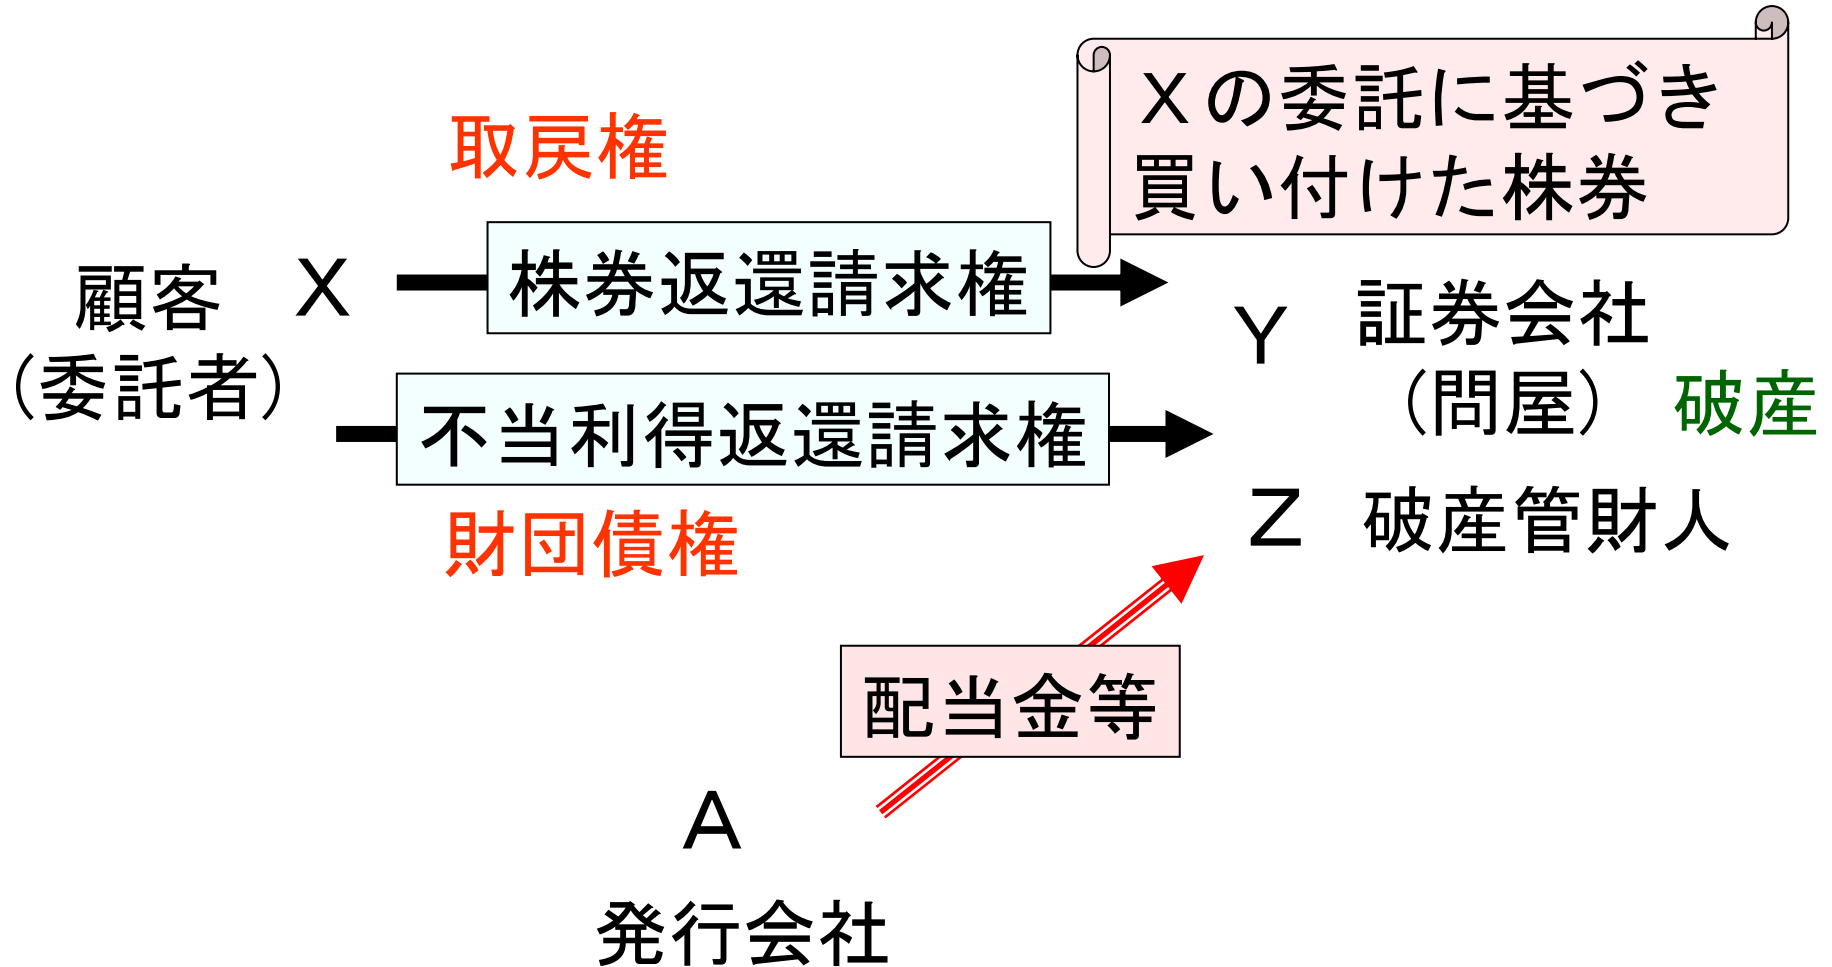 Xの委託に基づき
買い付けた株券
取戻権
顧客 X
(委託者)
株券返還請求権
Y 証券会社
(問屋) 破産
不当利得返還請求権
財団債権
Z 破産管財人
配当金等
A
発行会社